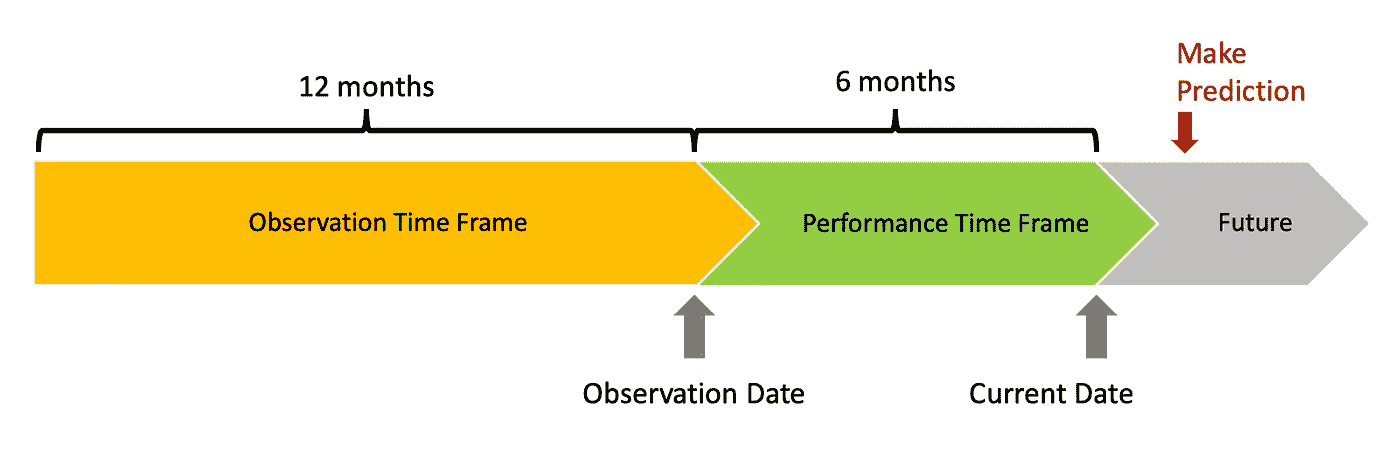 12 months
6 months
Make
Prediction
Observation Time Frame
Performance Time Frame
Future
Observation Date
Current Date